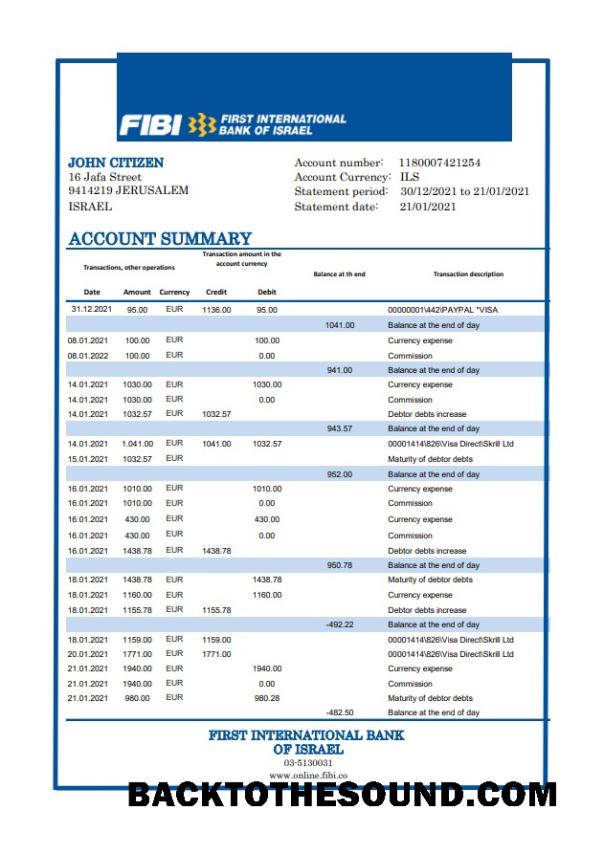 FIBI FIRST INTERNATIONAL
BANK OF ISRAEL
JOHN CITIZEN
16 Jafa Street
9414219 JERUSALEM
ISRAEL
Account number: 1180007421254
Account Currency: ILS
Statement period: 30/12/2021 to 21/01/2021
Statement date: 21/01/2021
ACCOUNT SUMMARY
Transactions, other operations
Transaction amount in the
account currency
Balance at th end
Transaction description
Date Amount Currency Credit Debit
31.12.2021 95.00 EUR 1136.00 95.00 00000001\442\PAYPAL "VISA
1041.00 Balance at the end of day
08.01.2021 100.00 EUR 100.00 Currency expense
08.01.2022 100.00 EUR 0.00 Commission
941.00 Balance at the end of day
14.01.2021 1030.00 EUR 1030.00 Currency expense
14.01.2021 1030.00 EUR 0.00 Commission
14.01.2021 1032.57 EUR 1032.57 Debtor debts increase
943.57 Balance at the end of day
14.01.2021 1.041.00 EUR 1041.00 1032.57 00001414\826\Visa Direct\Skrill Ltd
15.01.2021 1032.57 EUR Maturity of debtor debts
952.00 Balance at the end of day
16.01.2021 1010.00 EUR 1010.00 Currency expense
16.01.2021 1010.00 EUR 0.00 Commission
16.01.2021 430.00 EUR 430.00 Currency expense
16.01.2021 430.00 EUR 0.00 Commission
16.01.2021 1438.78 EUR 1438.78 Debtor debts increase
950.78 Balance at the end of day
18.01.2021 1438.78 EUR 1438.78 Maturity of debtor debts
18.01.2021 1160.00 EUR 1160.00 Currency expense
18.01.2021 1155.78 EUR 1155.78 Debtor debts increase
-492.22 Balance at the end of day
18.01.2021 1159.00 EUR 1159.00 00001414\826\Visa Direct\Skrill Ltd
20.01.2021 1771.00 EUR 1771.00 00001414\826\Visa Direct\Skrill Ltd
21.01.2021 1940.00 EUR 1940.00 Currency expense
21.01.2021 1940.00 EUR 0.00 Commission
21.01.2021 980.00 EUR 980.28 Maturity of debtor debts
-482.50 Balance at the end of day
FIRST INTERNATIONAL BANK
OF ISRAEL
03-5130031
www.online.fibi.co
BACKTOTHESOUND.COM